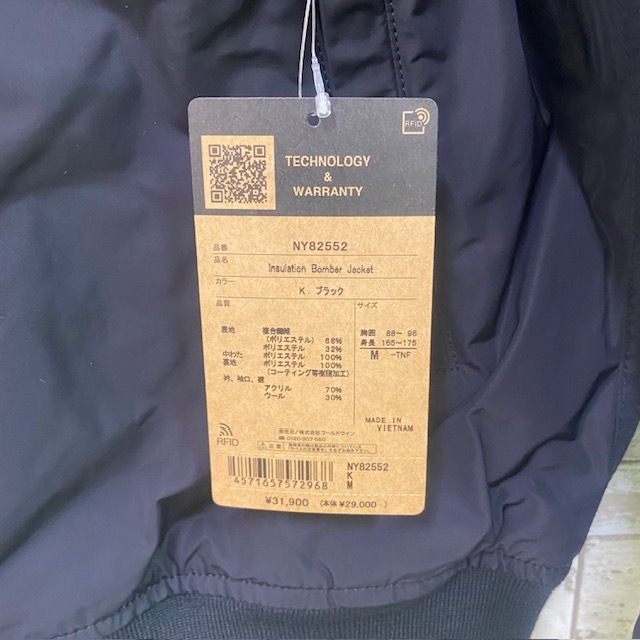 RFID
TECHNOLOGY
&
WARRANTY
品番 NY82552
品名 Insulation Bomber Jacket
カラー K ブラック
品質 サイズ
表地 複合繊維
(ポリエステル) 68%
ポリエステル 32%
中わた ポリエステル 100%
裏地 ポリエステル 100%
(コーティング等樹脂加工)
衿、袖口、裾
アクリル 70%
ウール 30%
胸囲 88〜 96
身長 165〜175
M -TNF
MADE IN
VIETNAM
RFID
発売元/株式会社ゴールドウイン
0120-307-560
注意
4571657572968
NY82552
K
M
¥31,900 (本体 ¥29,000)